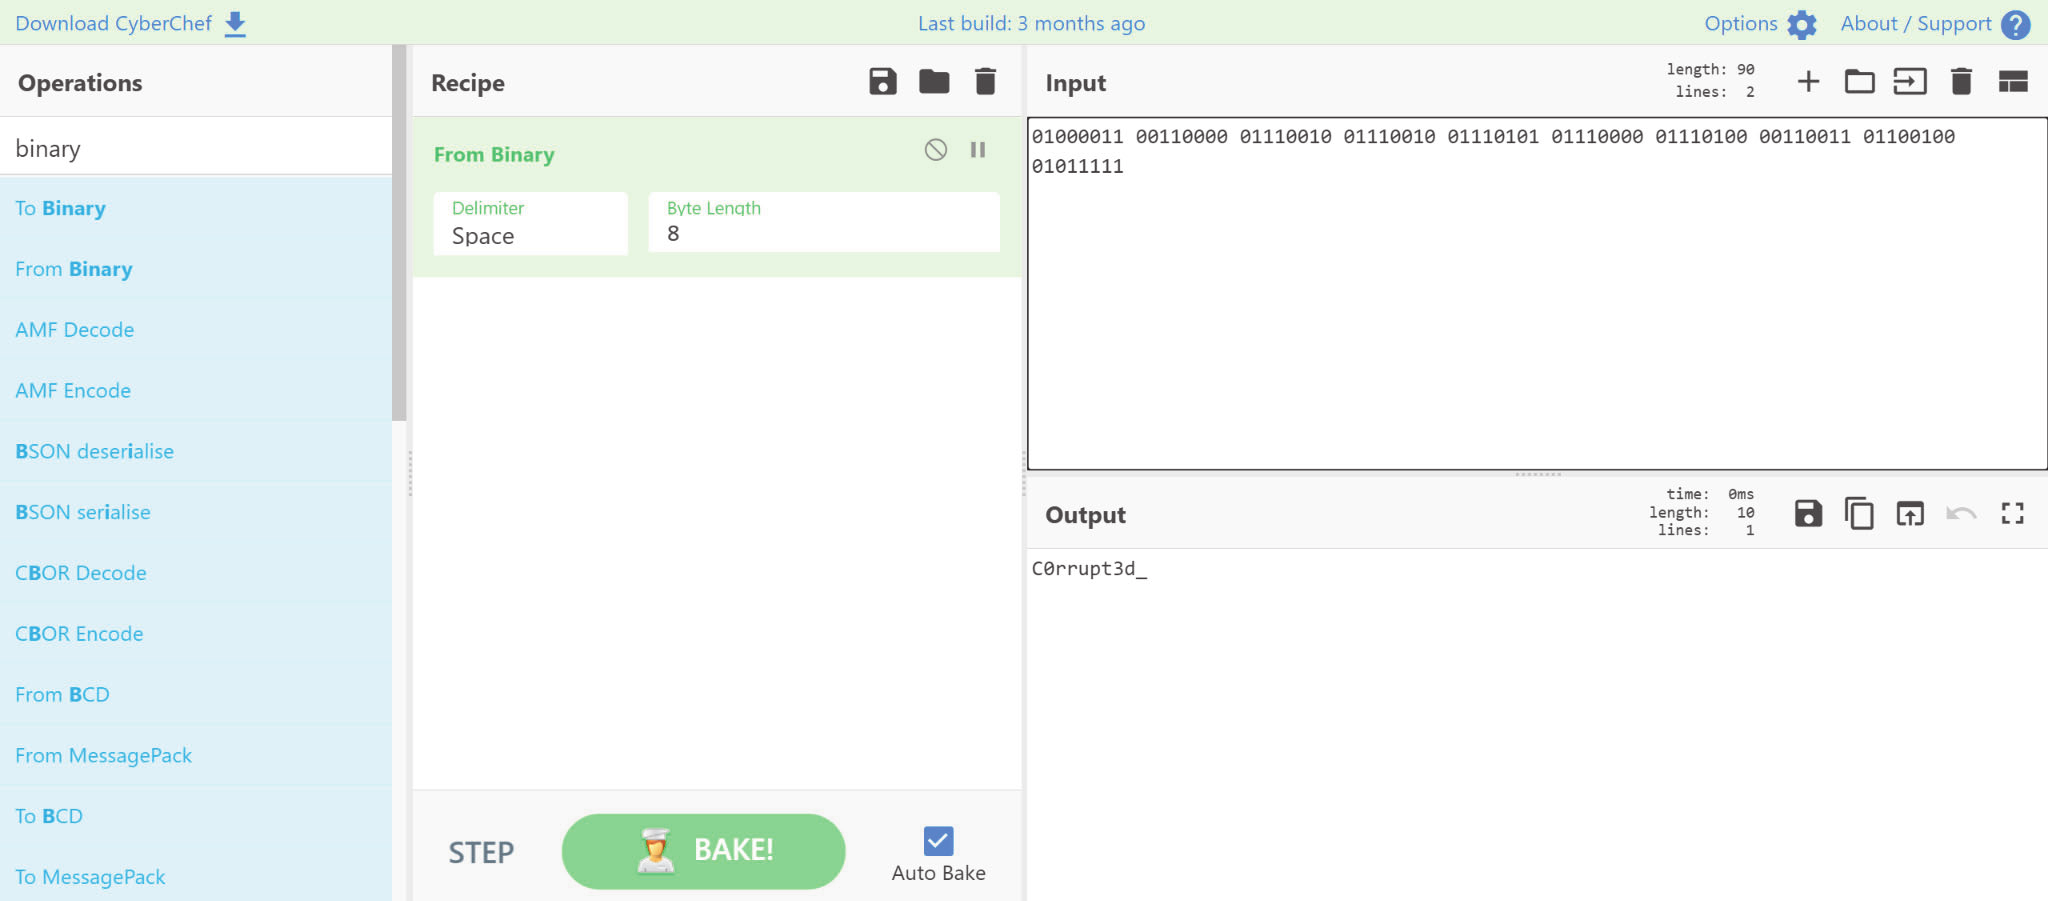 Download CyberChef
Last build: 3 months ago
Options
About / Support
Operations
binary
To Binary
From Binary
AMF Decode
AMF Encode
BSON deserialise
BSON serialise
CBOR Decode
CBOR Encode
From BCD
From MessagePack
To BCD
To MessagePack
Recipe
From Binary
Delimiter
Space
Byte Length
8
STEP
BAKE!
Auto Bake
Input
length: 90
lines: 2
01000011 00110000 01110010 01110010 01110101 01110000 01110100 00110011 01100100
01011111
Output
time: 0ms
length: 10
lines: 1
C0rrupt3d_